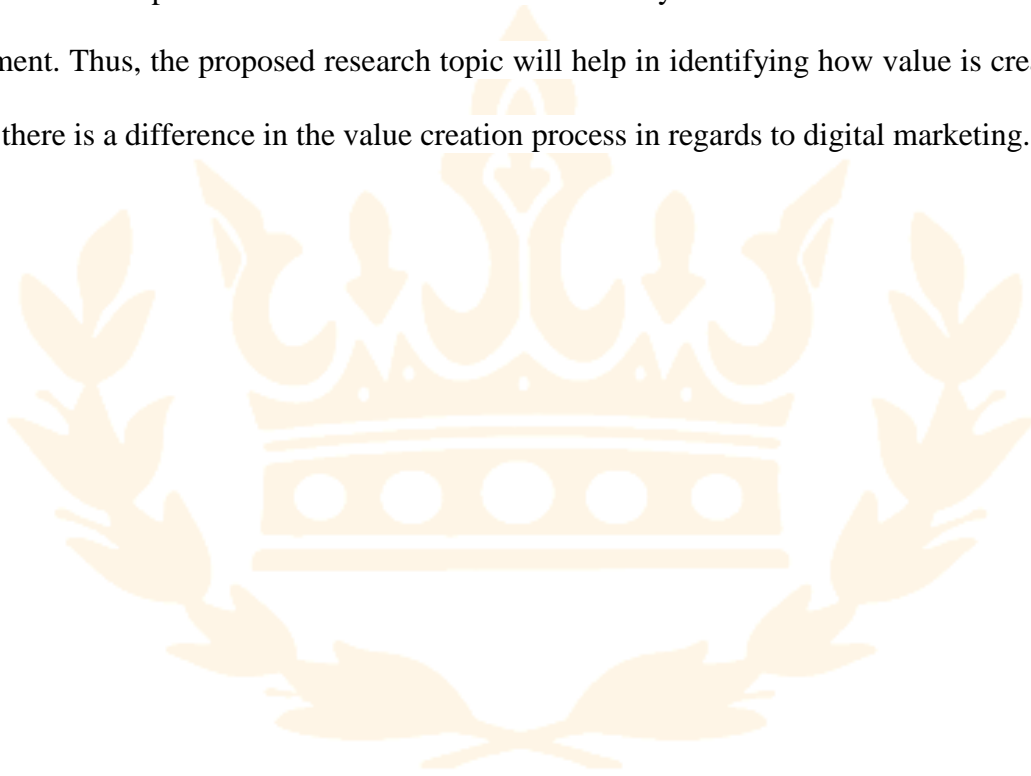 ment. Thus, the proposed research topic will help in identifying how value is cre
there is a difference in the value creation process in regards to digital marketing.